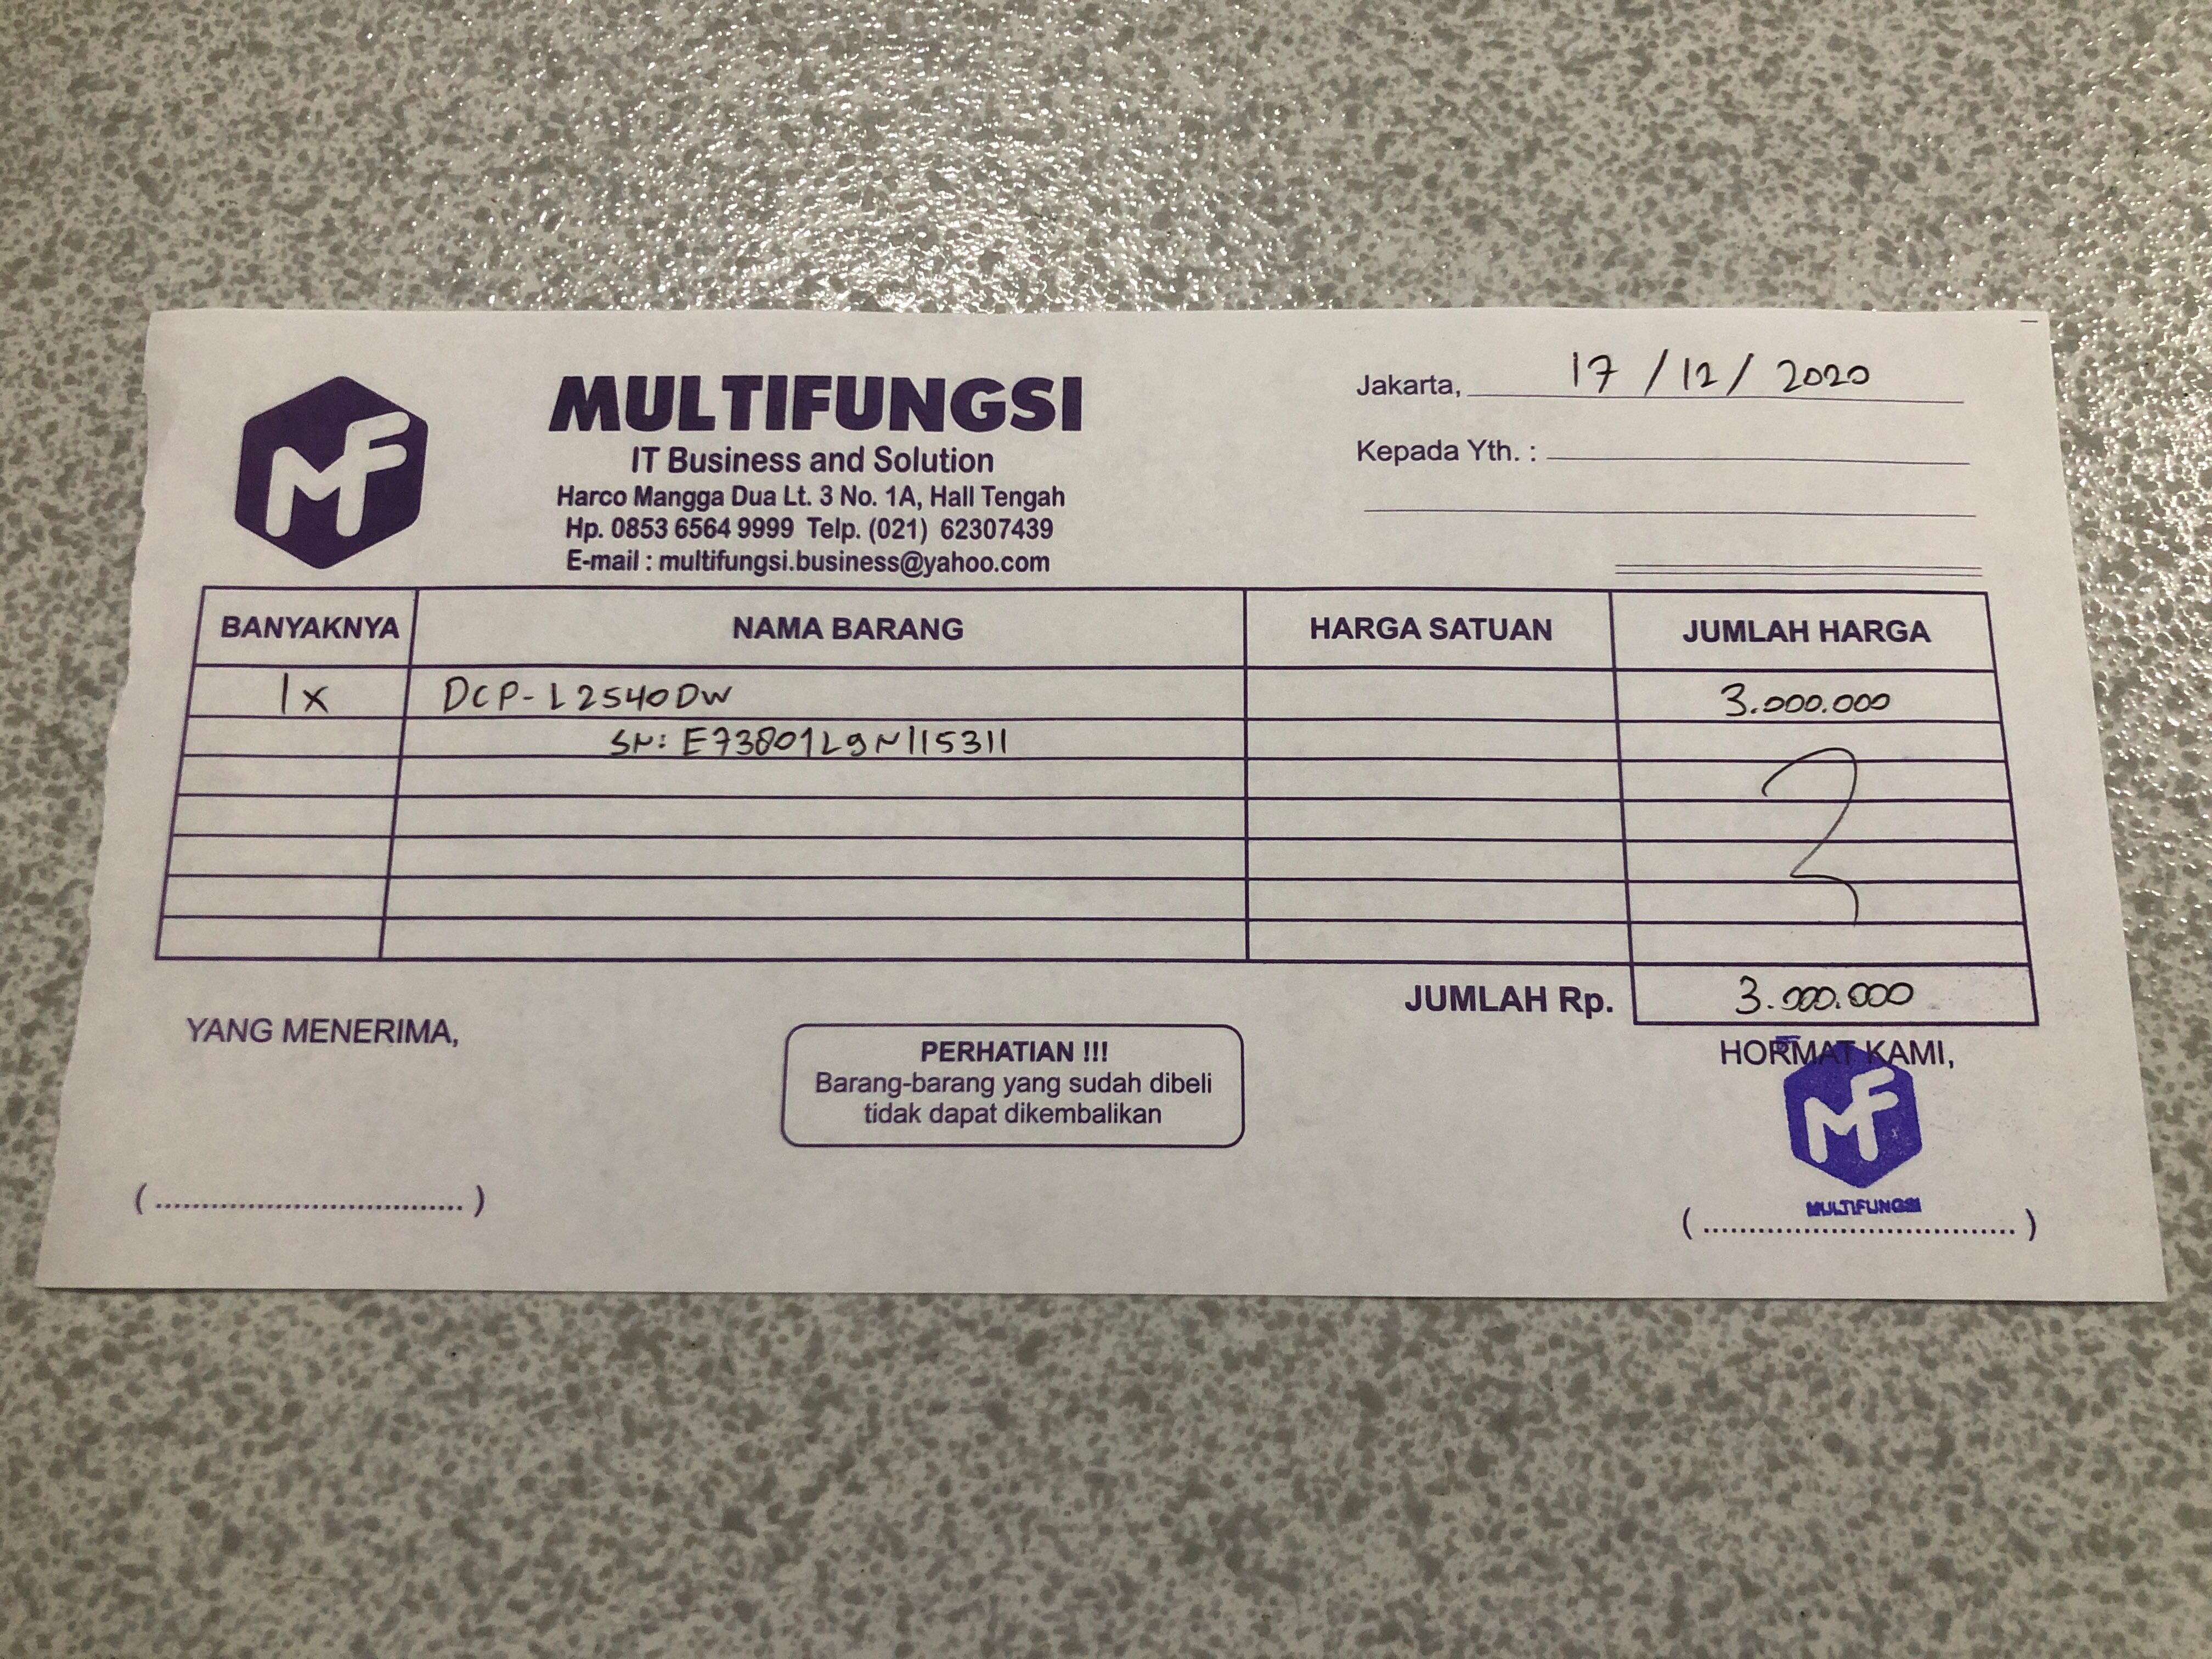 MF
MULTIFUNGSI
IT Business and Solution
Harco Mangga Dua Lt. 3 No. 1A, Hall Tengah
Hp. 0853 6564 9999 Telp. (021) 62307439
E-mail : multifungsi.business@yahoo.com
Jakarta, 17 / 12 / 2020
Kepada Yth. :
BANYAKNYA NAMA BARANG HARGA SATUAN JUMLAH HARGA
1x DCP-L2540DW 3.000.000
SN: E73801L9N115311
JUMLAH Rp. 3.000.000
YANG MENERIMA,
PERHATIAN !!!
Barang-barang yang sudah dibeli
tidak dapat dikembalikan
HORMAT KAMI,
MF
MULTIFUNGSI
(..................................)
(..................................)